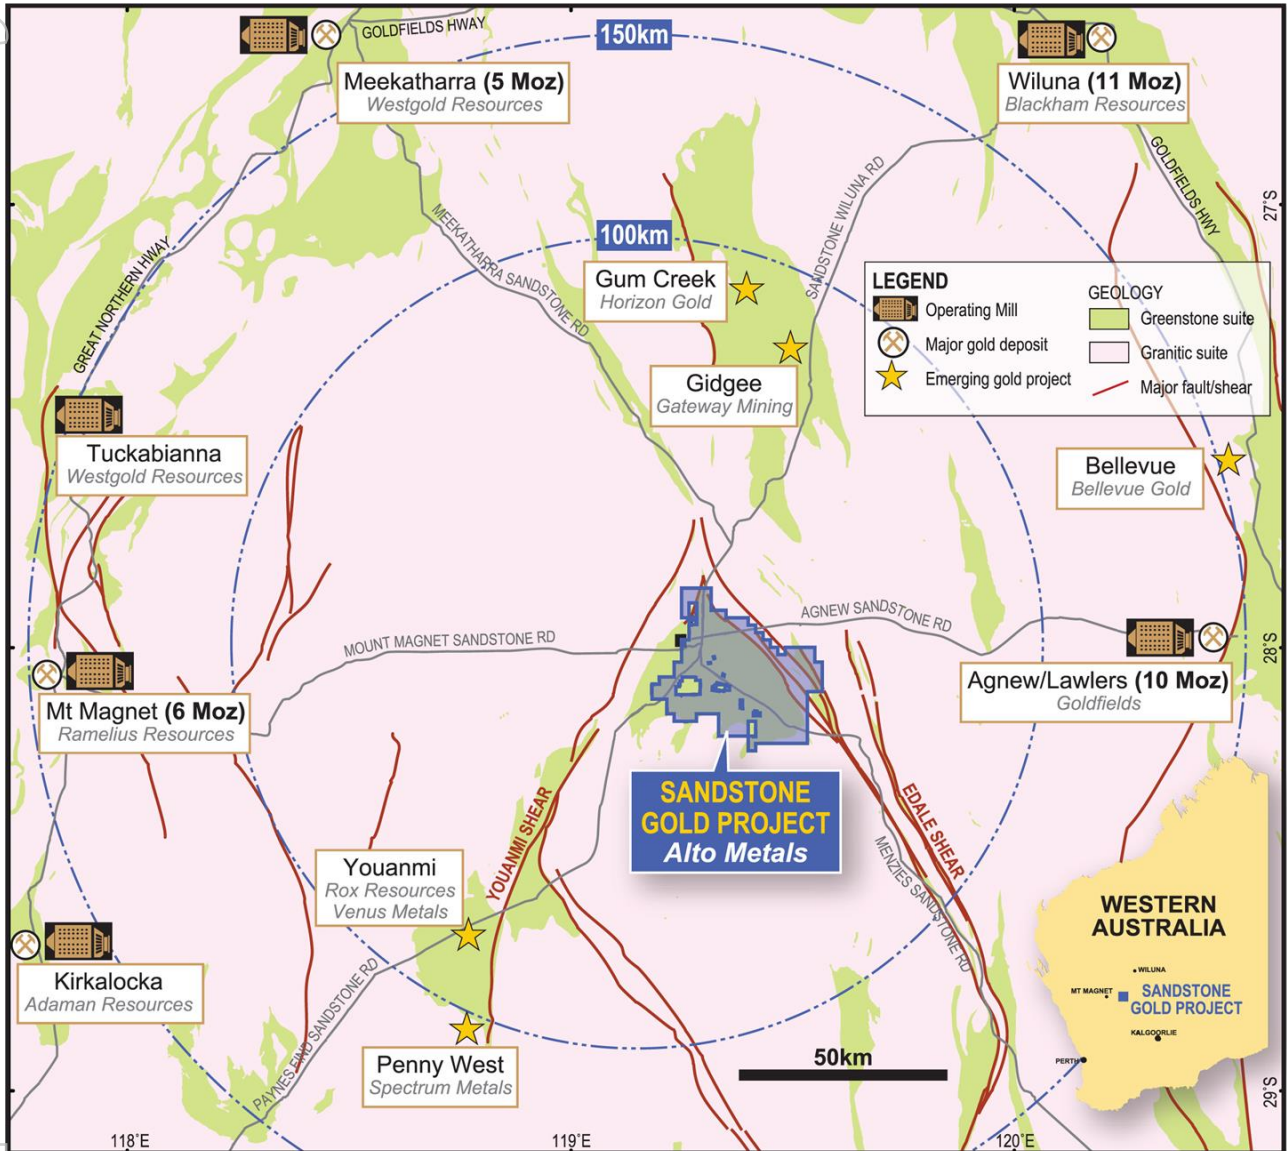 GOLDFIELDS HWAY
150km
Meekatharra (5 Moz)
Westgold Resources
Wiluna (11 Moz)
Blackham Resources
GOLDFIELDS HWY
27°S
SANDSTONE WILUNA RD
MEEKATHARRA SANDSTONE RD
GREAT NORTHERN HWAY
100km
Gum Creek
Horizon Gold
Gidgee
Gateway Mining
LEGEND
Operating Mill
Major gold deposit
Emerging gold project
GEOLOGY
Greenstone suite
Granitic suite
Major fault/shear
Tuckabianna
Westgold Resources
Bellevue
Bellevue Gold
MOUNT MAGNET SANDSTONE RD
AGNEW SANDSTONE RD
28°S
Mt Magnet (6 Moz)
Ramelius Resources
Agnew/Lawlers (10 Moz)
Goldfields
SANDSTONE
GOLD PROJECT
Alto Metals
YOUANMI SHEAR
EDALE SHEAR
MENZIES SANDSTONE RD
Youanmi
Rox Resources
Venus Metals
Kirkalocka
Adaman Resources
PAYNES FIND SANDSTONE RD
Penny West
Spectrum Metals
50km
WESTERN
AUSTRALIA
WILUNA
MT MAGNET
SANDSTONE
GOLD PROJECT
KALGOORLIE
PERTH
29°S
118°E
119°E
120°E